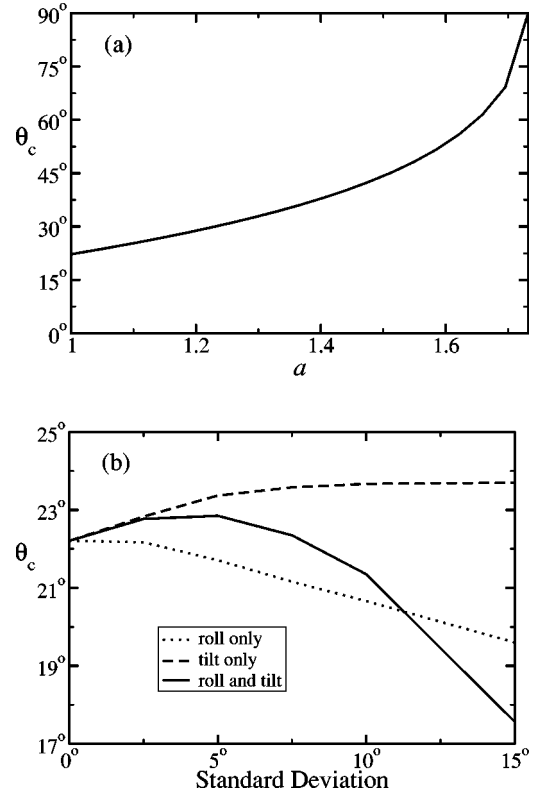 90°
(a)
75°
60°
θc
45°
30°
15°
0°
1 1.2 1.4 1.6
a
25°
(b)
23°
θc
21°
roll only
tilt only
roll and tilt
19°
17°
0° 5° 10° 15°
Standard Deviation